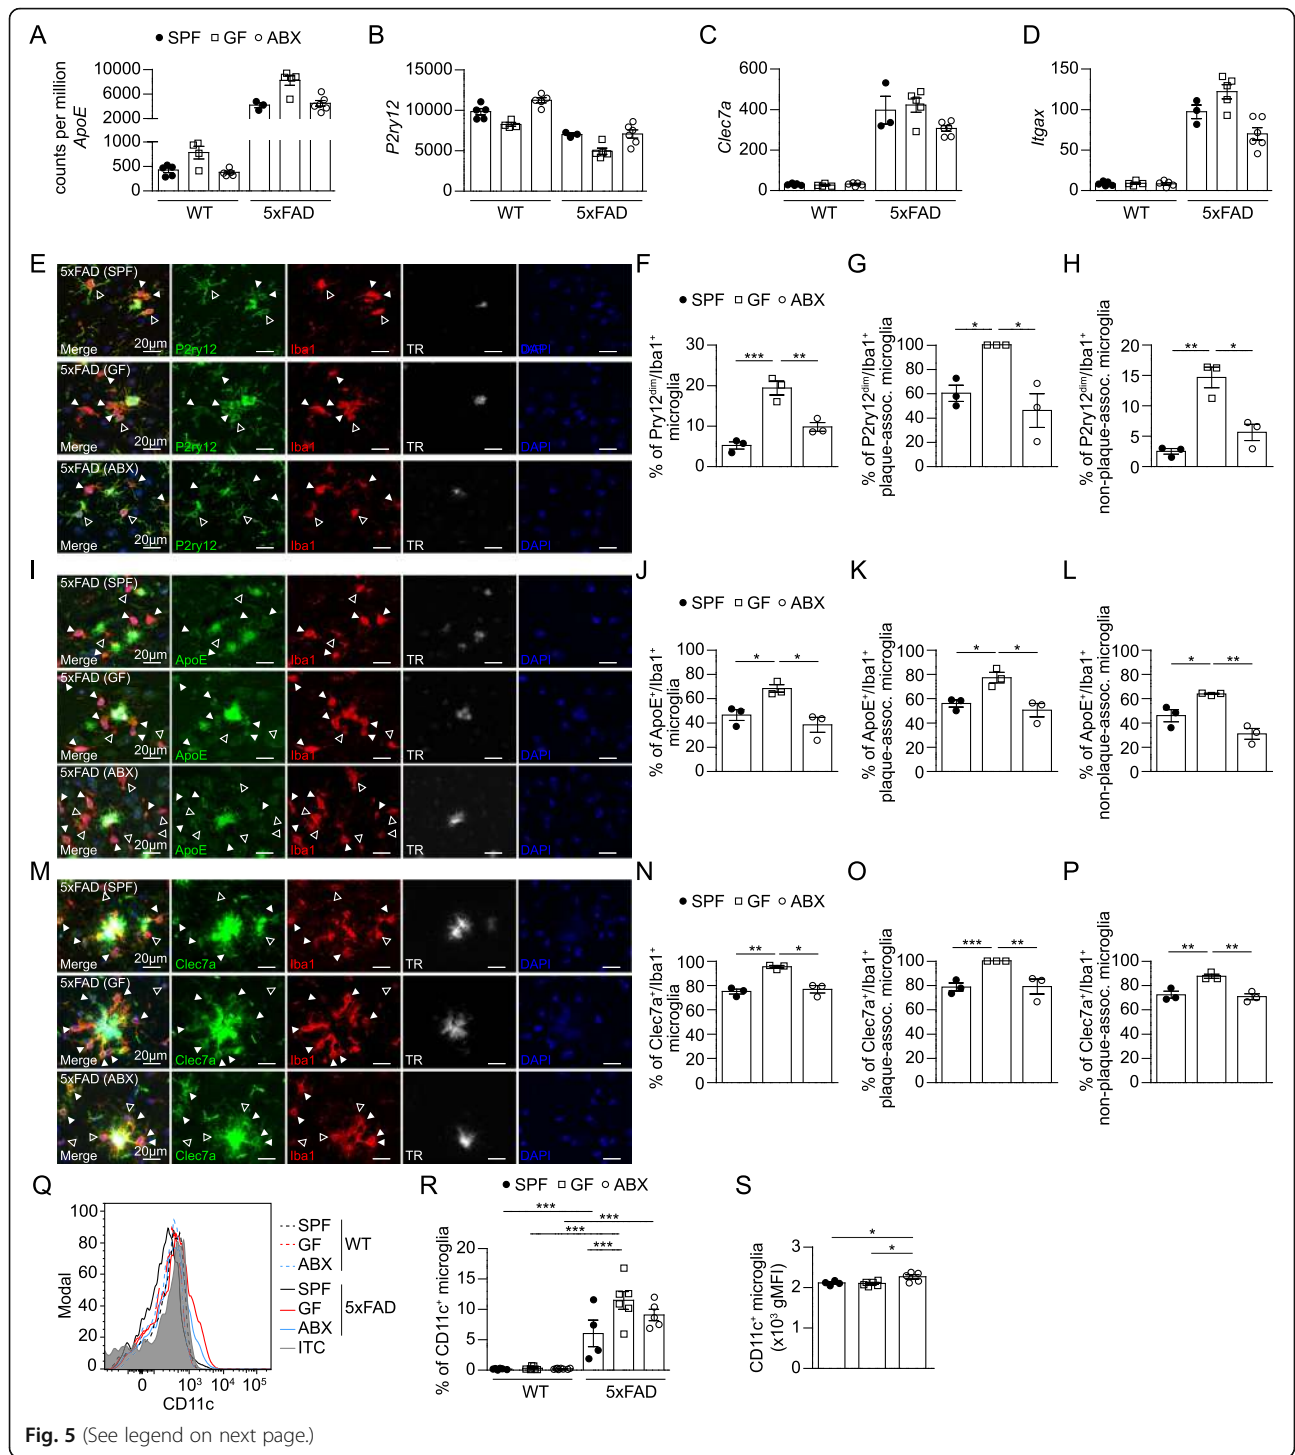 A
● SPF □ GF ○ ABX
counts per million
ApoE
10000
8000
6000
4000
2000
1000
500
0
WT
5xFAD
B
P2ry12
15000
10000
5000
0
WT
5xFAD
C
Clec7a
600
400
200
0
WT
5xFAD
D
Itgax
150
100
50
0
WT
5xFAD
E
5xFAD (SPF)
Merge
20µm
P2ry12
Iba1
TR
DAPI
5xFAD (GF)
Merge
20µm
P2ry12
Iba1
TR
DAPI
5xFAD (ABX)
Merge
20µm
P2ry12
Iba1
TR
DAPI
F
● SPF □ GF ○ ABX
% of Pry12dim/Iba1+
microglia
30
20
10
0
***
**
G
% of P2ry12dim/Iba1+
plaque-assoc. microglia
100
80
60
40
20
0
*
*
H
% of P2ry12dim/Iba1+
non-plaque-assoc. microglia
20
15
10
5
0
**
*
I
5xFAD (SPF)
Merge
20µm
ApoE
Iba1
TR
DAPI
5xFAD (GF)
Merge
20µm
ApoE
Iba1
TR
DAPI
5xFAD (ABX)
Merge
20µm
ApoE
Iba1
TR
DAPI
J
● SPF □ GF ○ ABX
% of ApoE+/Iba1+
microglia
100
80
60
40
20
0
*
*
K
% of ApoE+/Iba1+
plaque-assoc. microglia
100
80
60
40
20
0
*
*
L
% of ApoE+/Iba1+
non-plaque-assoc. microglia
100
80
60
40
20
0
*
**
M
5xFAD (SPF)
Merge
20µm
Clec7a
Iba1
TR
DAPI
5xFAD (GF)
Merge
20µm
Clec7a
Iba1
TR
DAPI
5xFAD (ABX)
Merge
20µm
Clec7a
Iba1
TR
DAPI
N
● SPF □ GF ○ ABX
% of Clec7a+/Iba1+
microglia
100
80
60
40
20
0
**
*
O
% of Clec7a+/Iba1+
plaque-assoc. microglia
100
80
60
40
20
0
***
**
P
% of Clec7a+/Iba1+
non-plaque-assoc. microglia
100
80
60
40
20
0
**
**
Q
Modal
100
80
60
40
20
0
0 10³ 10⁴ 10⁵
CD11c
SPF
GF
ABX
WT
SPF
GF
ABX
5xFAD
ITC
R
● SPF □ GF ○ ABX
% of CD11c+ microglia
20
15
10
5
0
***
***
***
***
WT
5xFAD
S
CD11c+ microglia
(x10³ gMFI)
3
2
1
0
*
*
Fig. 5 (See legend on next page.)